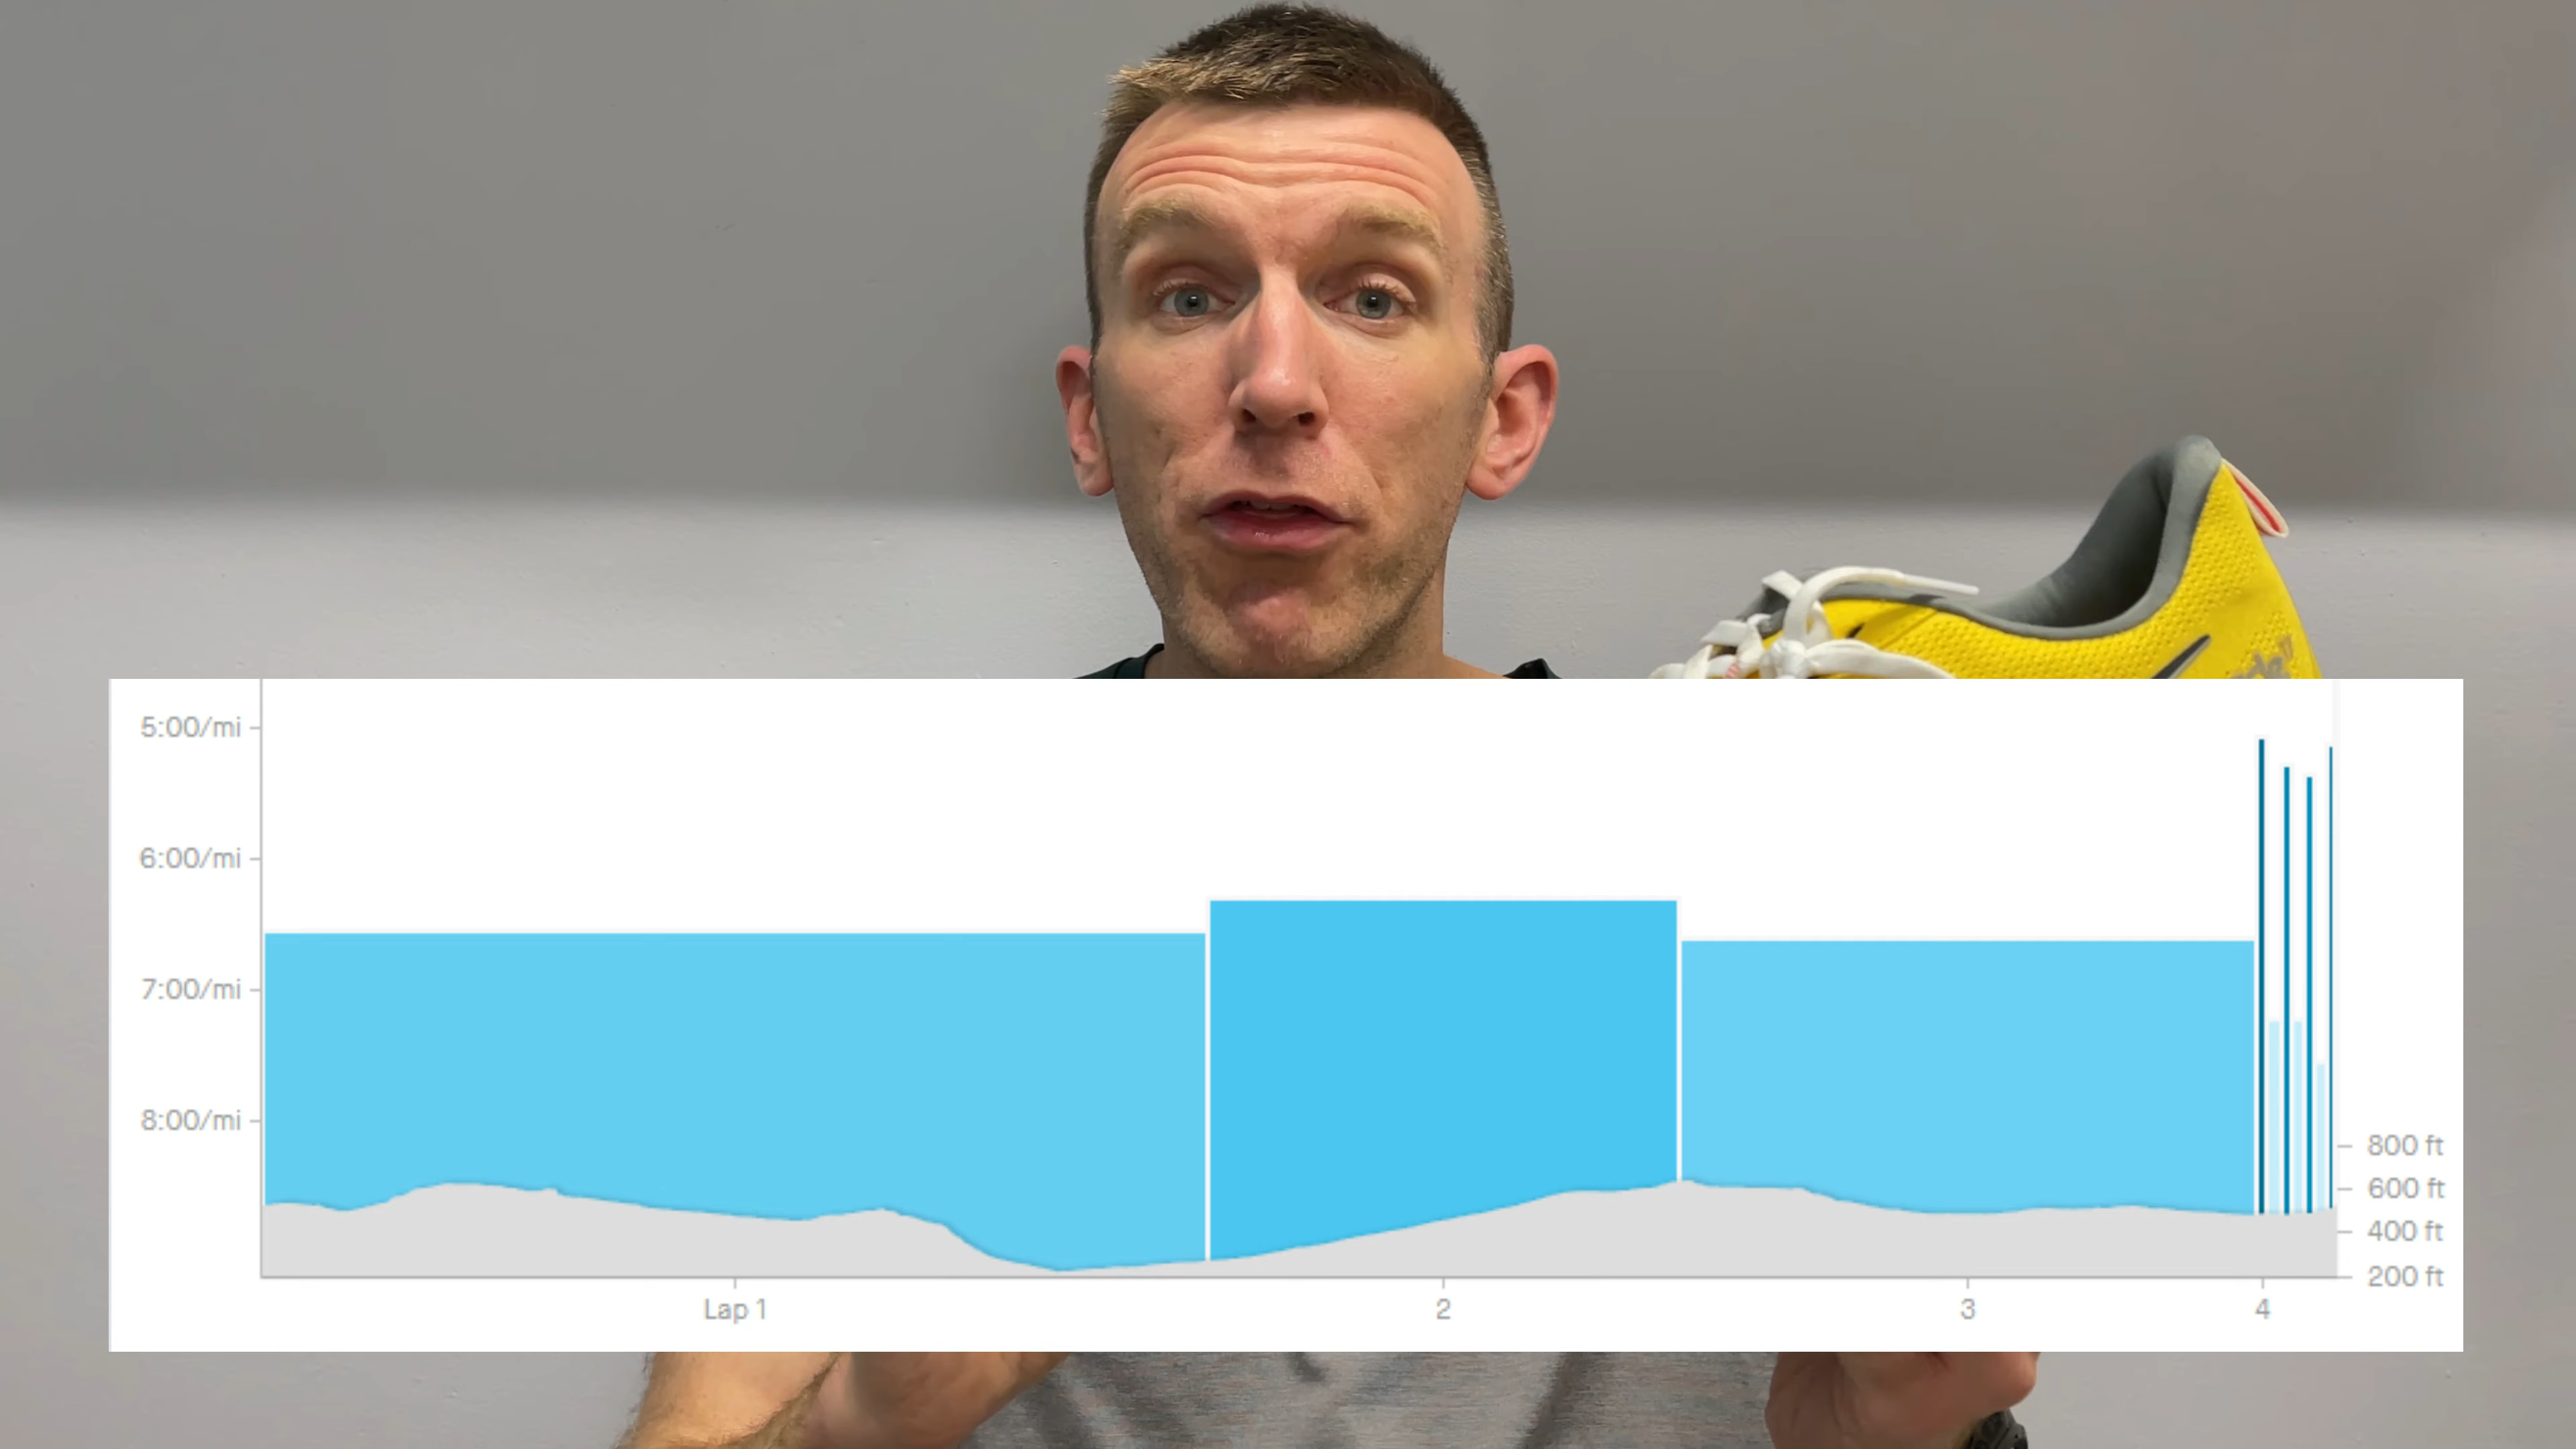 5:00/mi
6:00/mi
7:00/mi
8:00/mi
800 ft
600 ft
400 ft
200 ft
Lap 1
2
3
4